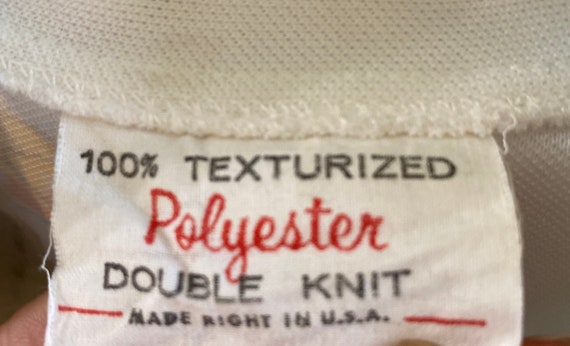 100% TEXTURIZED
Polyester
DOUBLE KNIT
MADE RIGHT IN U.S.A.